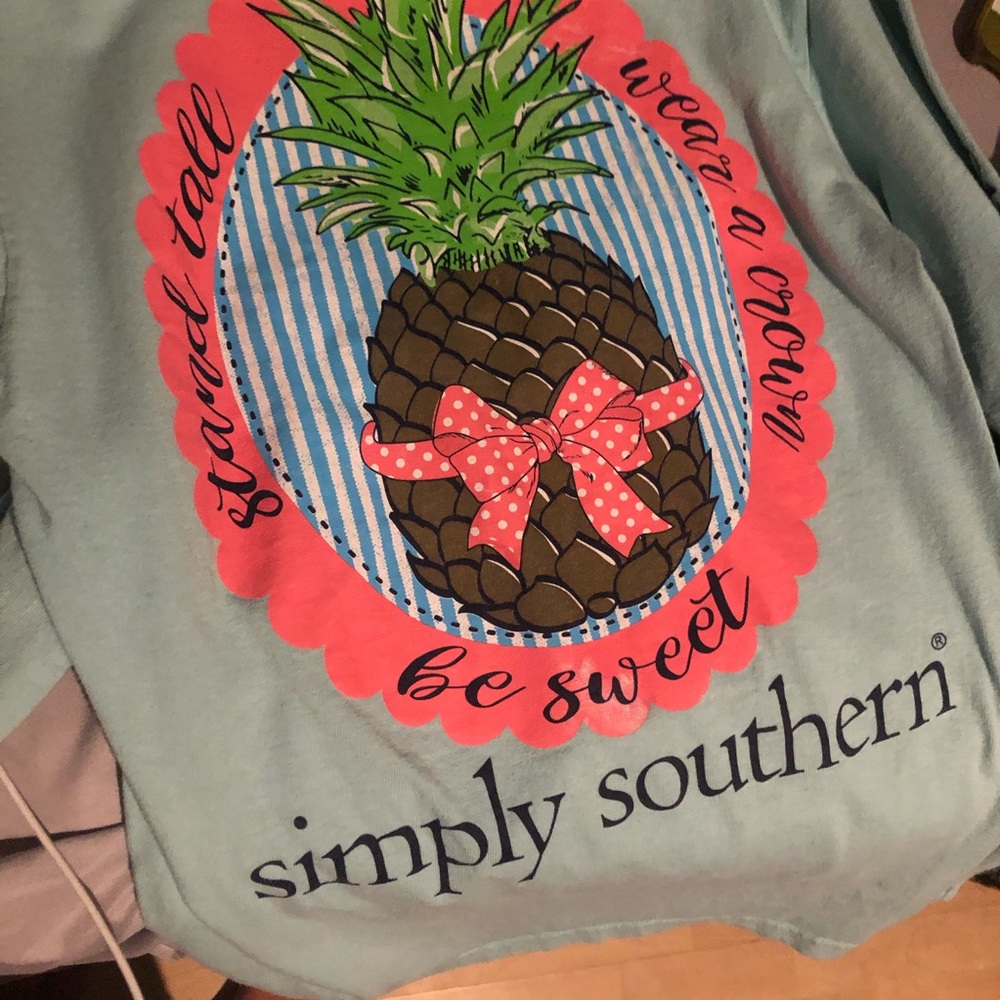 stand tall
wear a crown
be sweet
simply southern®